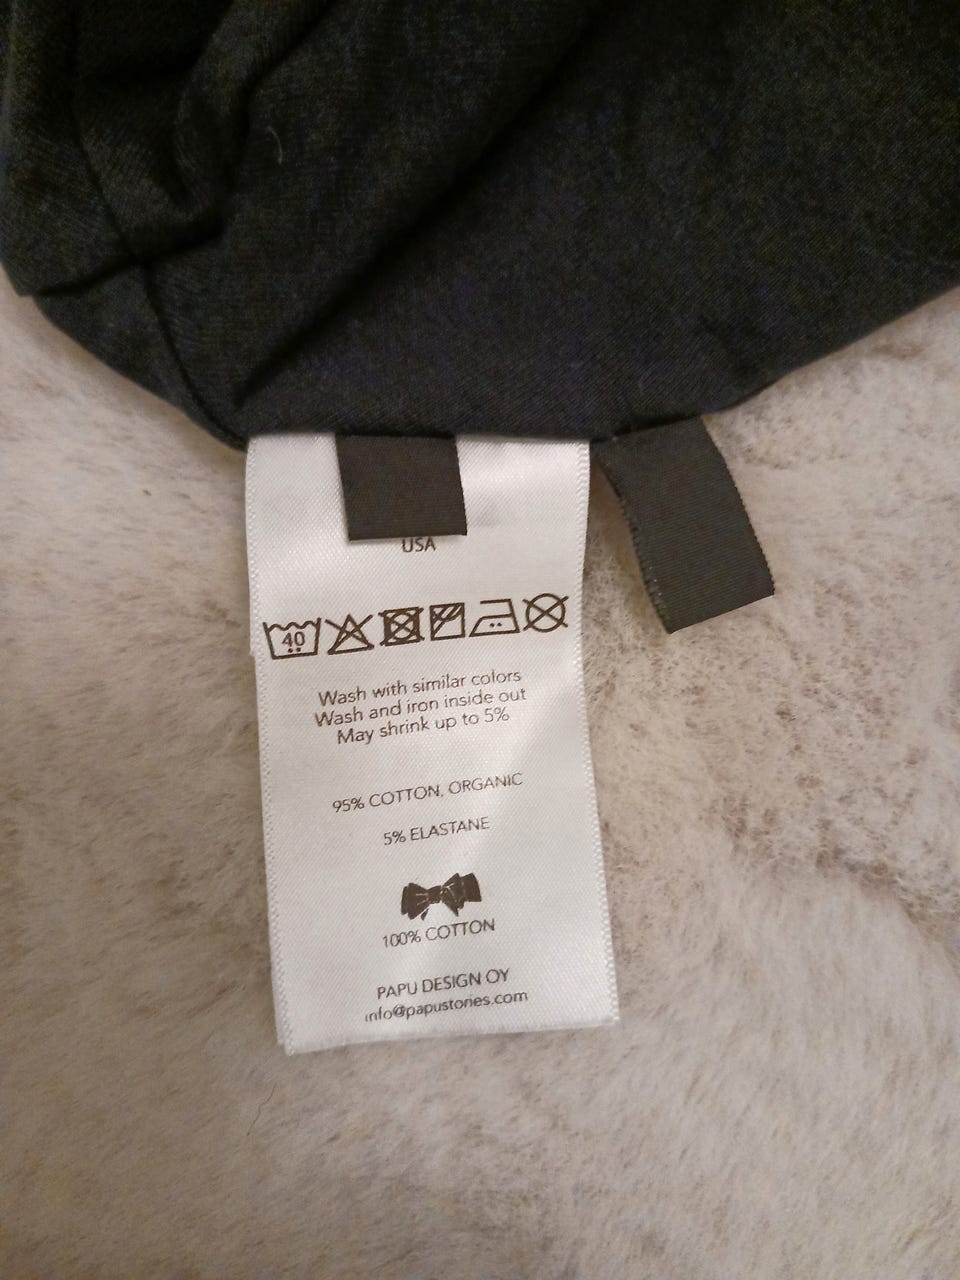 USA
40
Wash with similar colors
Wash and iron inside out
May shrink up to 5%
95% COTTON, ORGANIC
5% ELASTANE
100% COTTON
PAPU DESIGN OY
info@papustories.com